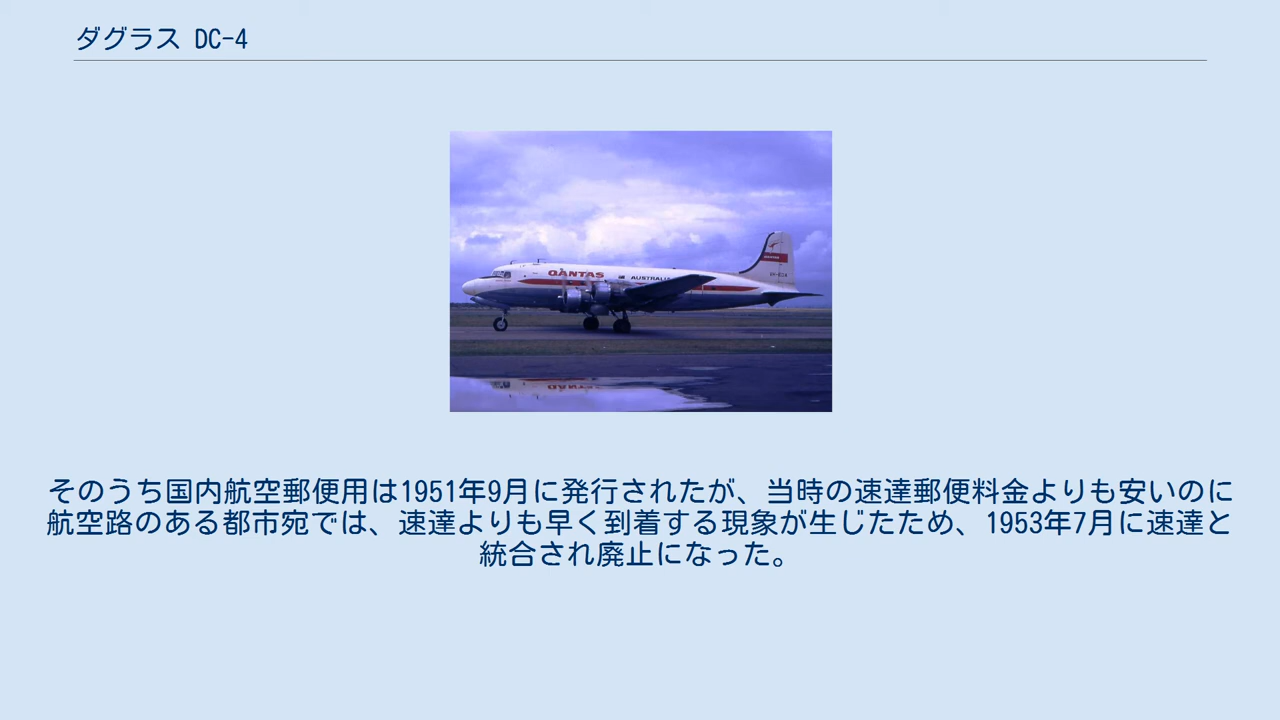 ダグラス DC-4
QANTAS
そのうち国内航空郵便用は1951年9月に発行されたが、当時の速達郵便料金よりも安いのに
航空路のある都市宛では、速達よりも早く到着する現象が生じたため、1953年7月に速達と
統合され廃止になった。